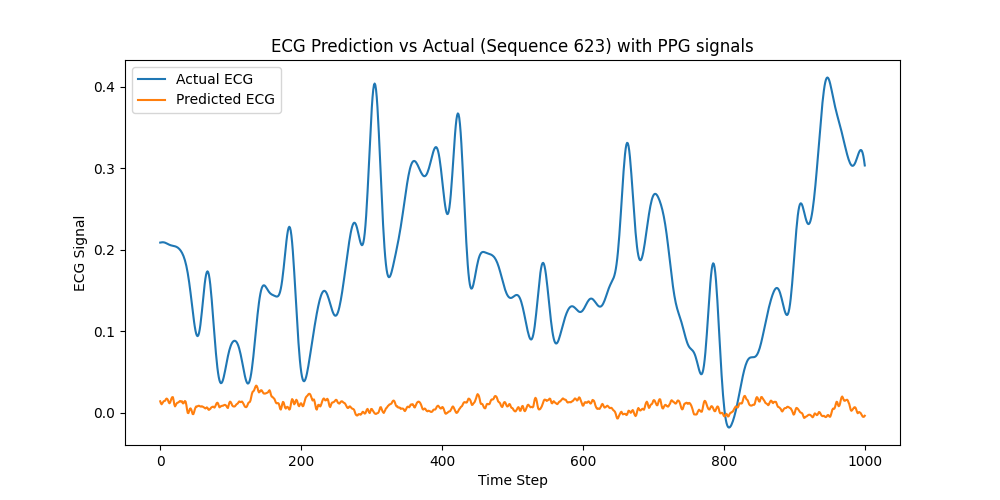 ECG Prediction vs Actual (Sequence 623) with PPG signals
Actual ECG
Predicted ECG
0.4
0.3
0.2
0.1
0.0
ECG Signal
0 200 400 600 800 1000
Time Step